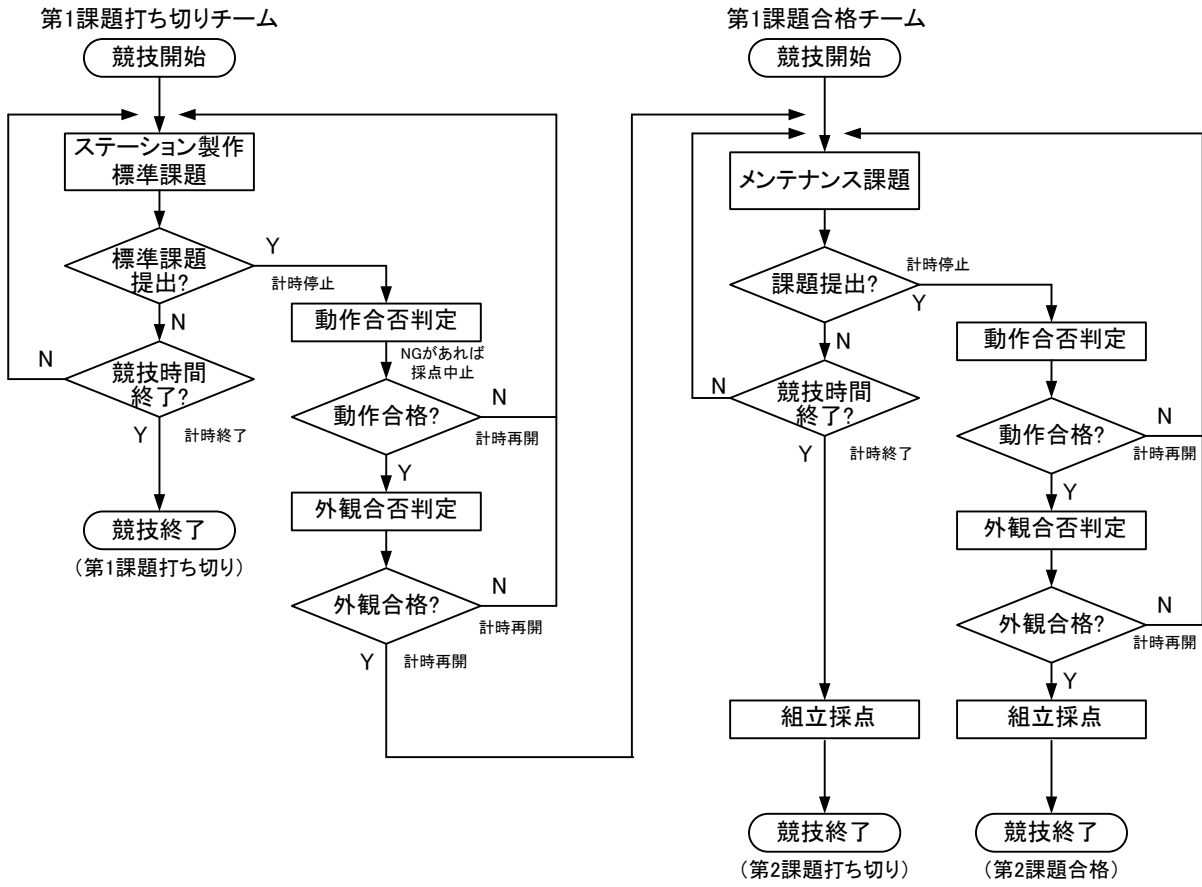 第1課題打ち切りチーム
競技開始
ステーション製作
標準課題
標準課題
提出?
Y
計時停止
N
競技時間
終了?
N
Y
計時終了
競技終了
(第1課題打ち切り)
動作合否判定
NGがあれば
採点中止
動作合格?
N
計時再開
Y
外観合否判定
外観合格?
N
計時再開
Y
計時再開
第1課題合格チーム
競技開始
メンテナンス課題
課題提出?
計時停止
Y
N
競技時間
終了?
N
Y
計時終了
組立採点
競技終了
(第2課題打ち切り)
動作合否判定
動作合格?
N
計時再開
Y
外観合否判定
外観合格?
N
計時再開
Y
組立採点
競技終了
(第2課題合格)